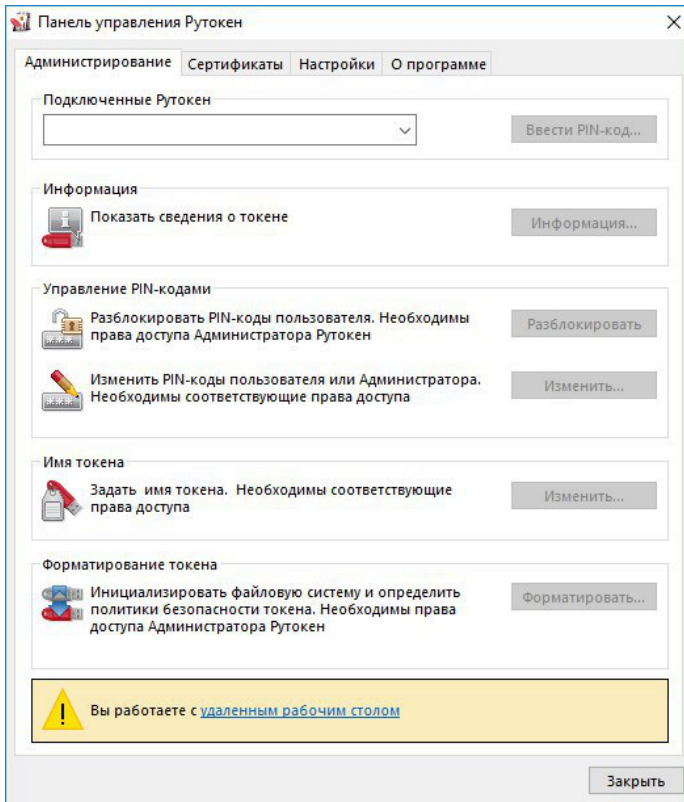 Панель управления Рутокен
Администрирование Сертификаты Настройки О программе
Подключенные Рутокен
Ввести PIN-код...
Информация
Показать сведения о токене
Информация...
Управление PIN-кодами
Разблокировать PIN-коды пользователя. Необходимы
права доступа Администратора Рутокен
Разблокировать
Изменить PIN-коды пользователя или Администратора.
Необходимы соответствующие права доступа
Изменить...
Имя токена
Задать имя токена. Необходимы соответствующие
права доступа
Изменить...
Форматирование токена
Инициализировать файловую систему и определить
политики безопасности токена. Необходимы права
доступа Администратора Рутокен
Форматировать...
Вы работаете с удаленным рабочим столом
Закрыть